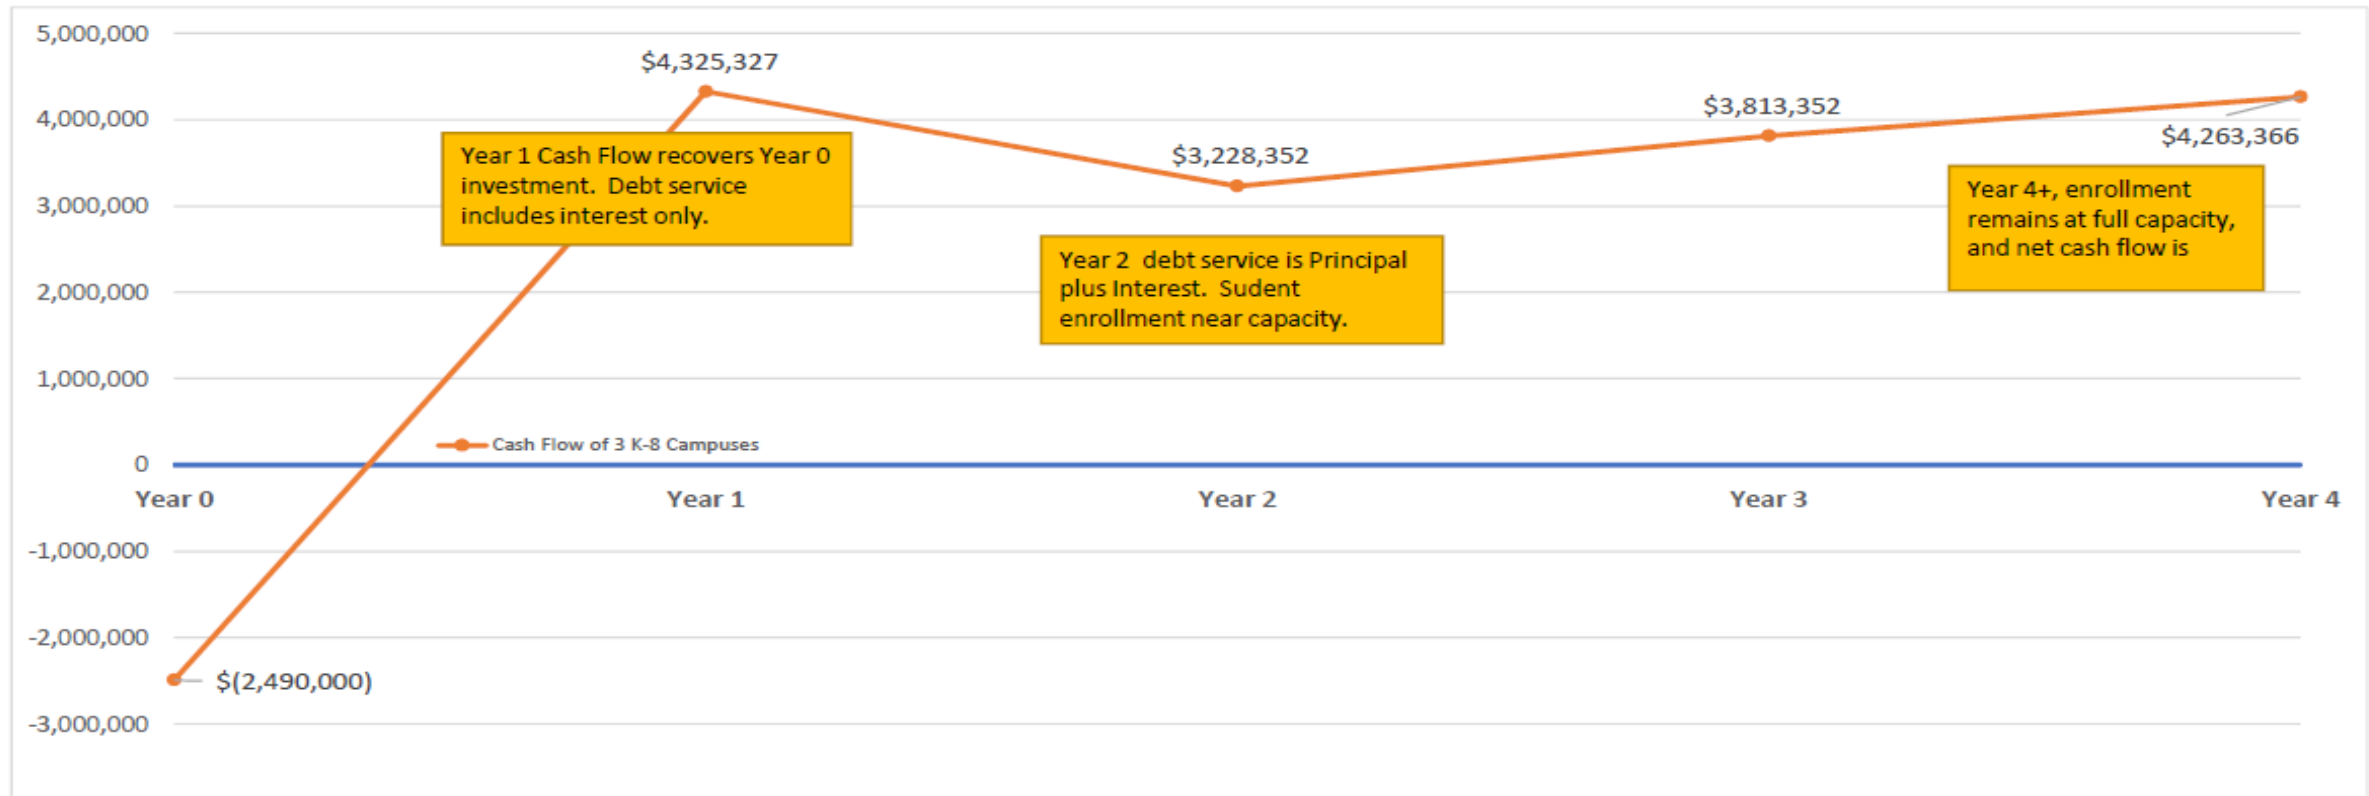 5,000,000
$4,325,327
4,000,000
$3,813,352
$4,263,366
$3,228,352
Year 1 Cash Flow recovers Year 0
investment.  Debt service
includes interest only.
3,000,000
Year 4+, enrollment
remains at full capacity,
and net cash flow is
Year 2  debt service is Principal
plus Interest.  Sudent
enrollment near capacity.
2,000,000
1,000,000
Cash Flow of 3 K-8 Campuses
0
Year 0
Year 1
Year 2
Year 3
Year 4
-1,000,000
-2,000,000
$(2,490,000)
-3,000,000